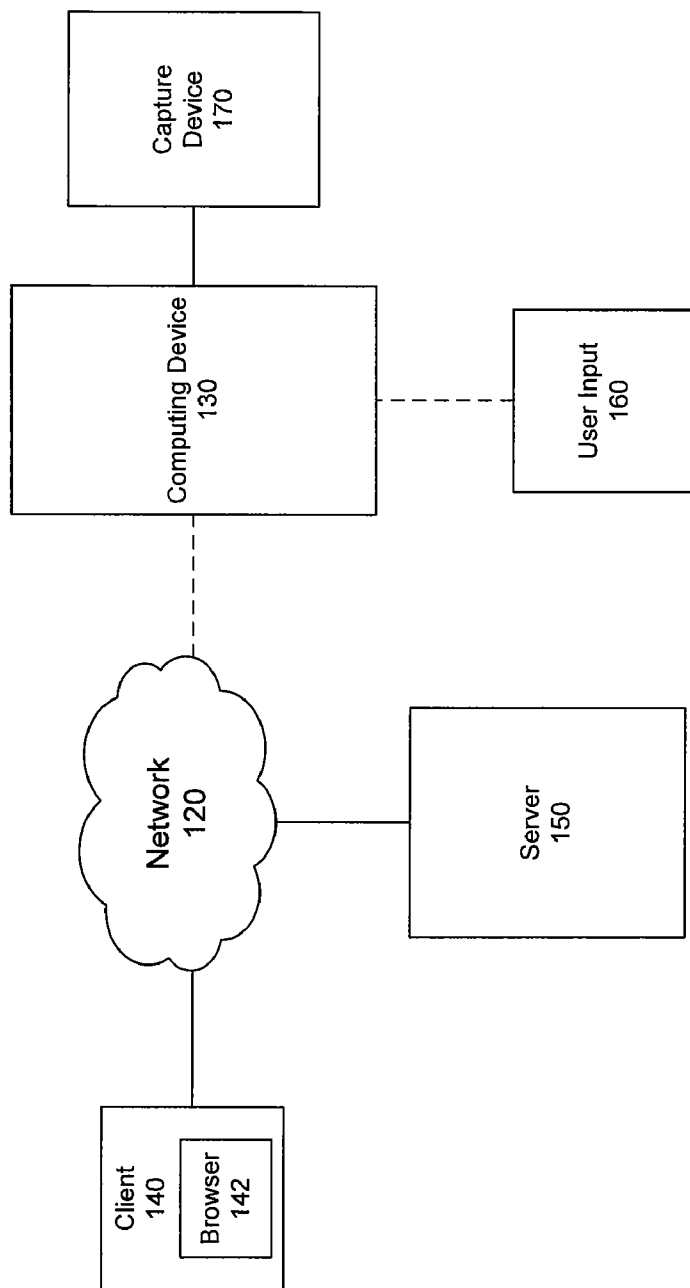 Client
140
Browser
142
Network
120
Server
150
Computing Device
130
User Input
160
Capture
Device
170